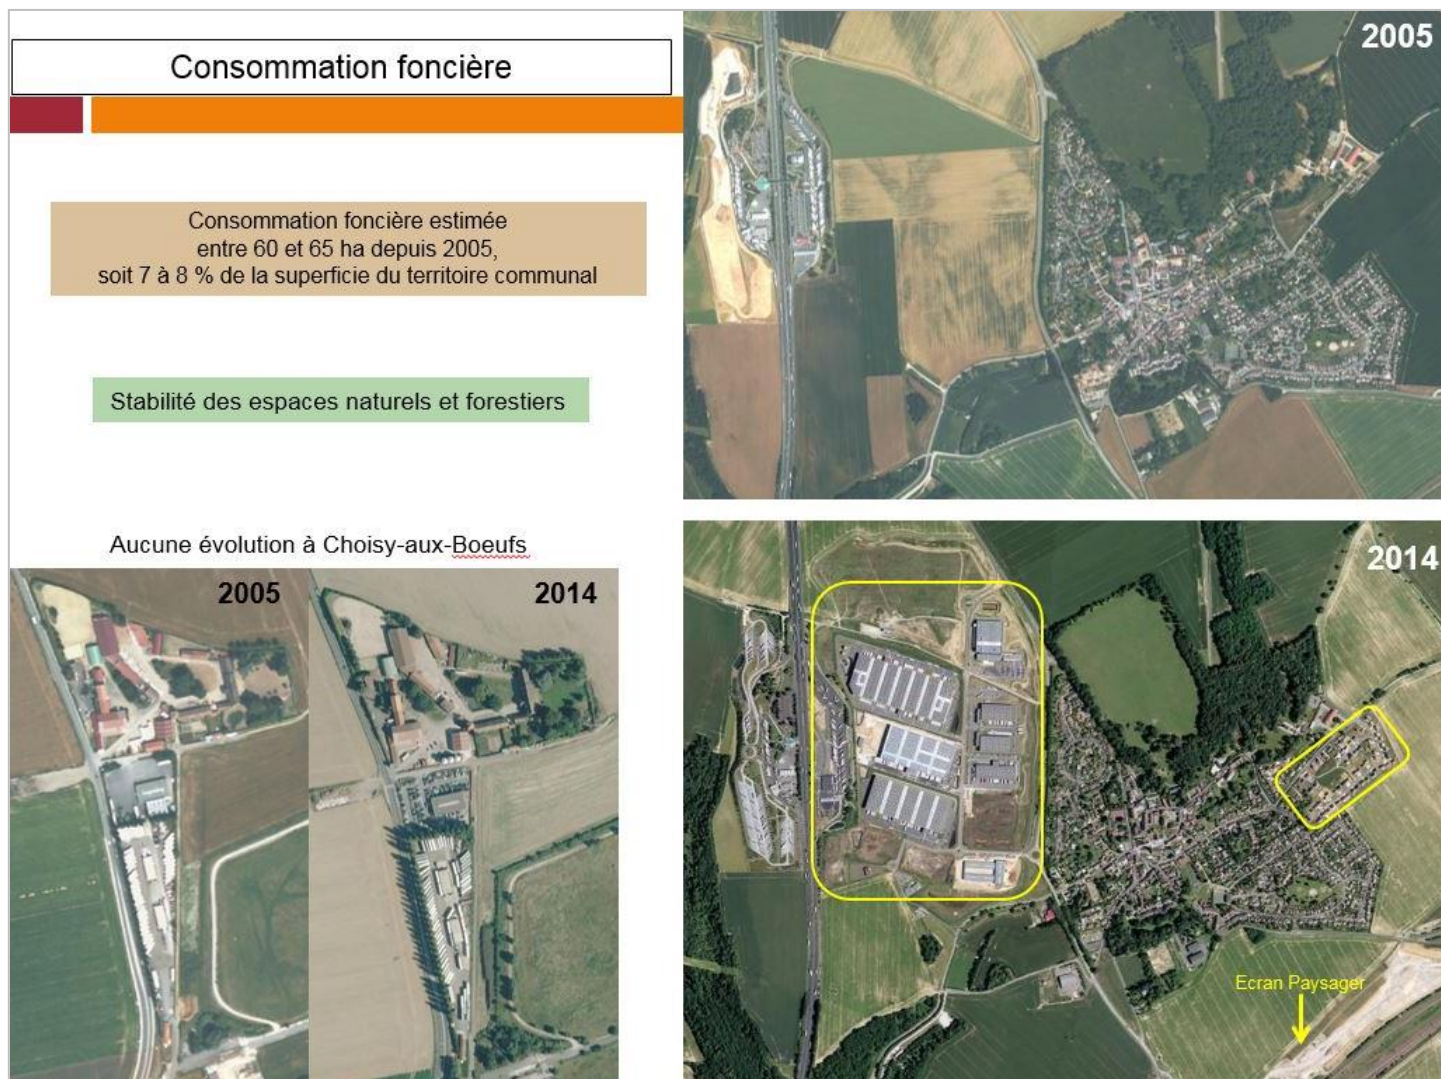 Consommation foncière
Consommation foncière estimée
entre 60 et 65 ha depuis 2005,
soit 7 à 8 % de la superficie du territoire communal
Stabilité des espaces naturels et forestiers
Aucune évolution à Choisy-aux-Boeufs
2005
2014
2005
2014
Ecran Paysager